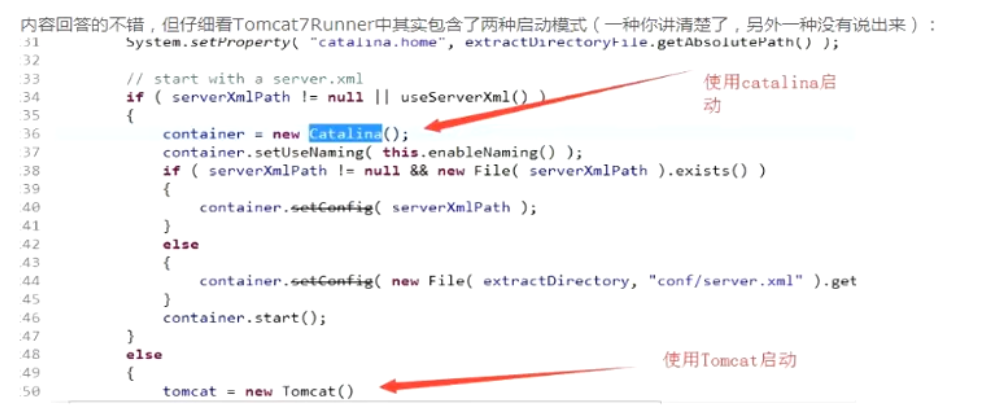 内容回答的不错，但仔细看Tomcat7Runner中其实包含了两种启动模式（一种你讲清楚了，另外一种没有说出来）：
31 System.setProperty( "catalina.home", extractDirectoryFile.getAbsolutePath() );
32
33 // start with a server.xml
34 if ( serverXmlPath != null || useServerXml() )
35 {
36 container = new Catalina();
37 container.setUseNaming( this.enableNaming() );
38 if ( serverXmlPath != null && new File( serverXmlPath ).exists() )
39 {
40 container.setConfig( serverXmlPath );
41 }
42 else
43 {
44 container.setConfig( new File( extractDirectory, "conf/server.xml" ).get
45 }
46 container.start();
47 }
48 else
49 {
50 tomcat = new Tomcat()
使用catalina启
动
使用Tomcat启动